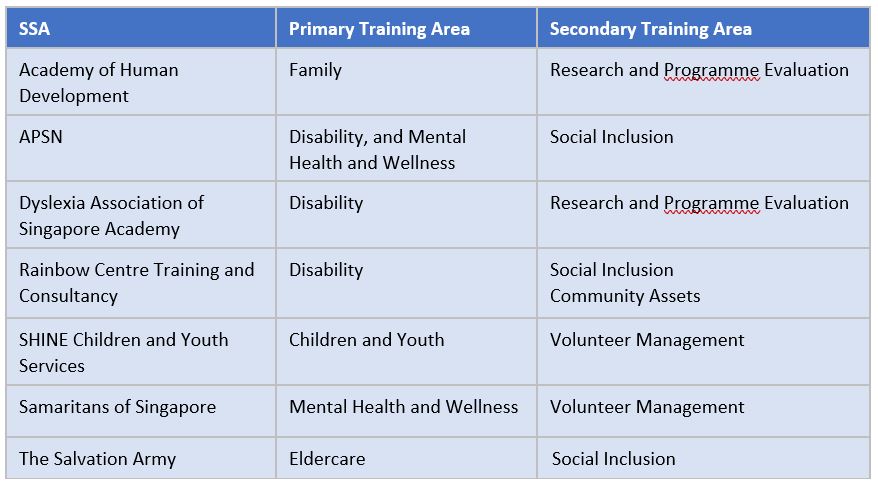 SSA Primary Training Area Secondary Training Area
Academy of Human Family Research and Programme Evaluation
Development
APSN Disability, and Mental Social Inclusion
Health and Wellness
Dyslexia Association of Disability Research and Programme Evaluation
Singapore Academy
Rainbow Centre Training and Disability Social Inclusion
Consultancy Community Assets
SHINE Children and Youth Children and Youth Volunteer Management
Services
Samaritans of Singapore Mental Health and Wellness Volunteer Management
The Salvation Army Eldercare Social Inclusion